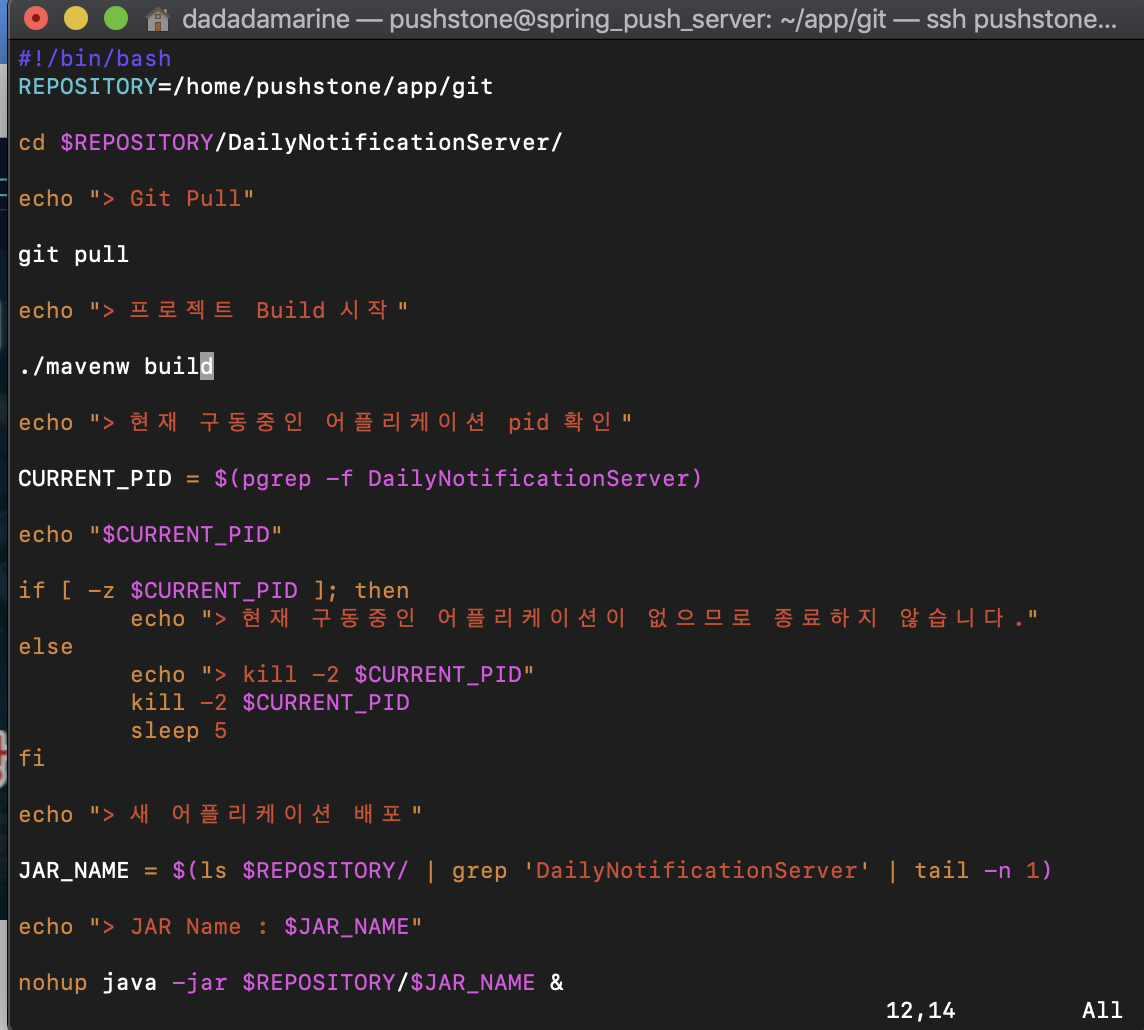 dadadamarine — pushstone@spring_push_server: ~/app/git — ssh pushstone...
#!/bin/bash
REPOSITORY=/home/pushstone/app/git
cd $REPOSITORY/DailyNotificationServer/
echo "> Git Pull"
git pull
echo "> 프로젝트 Build 시작"
./mavenw build
echo "> 현재 구동중인 어플리케이션 pid 확인"
CURRENT_PID = $(pgrep -f DailyNotificationServer)
echo "$CURRENT_PID"
if [ -z $CURRENT_PID ]; then
echo "> 현재 구동중인 어플리케이션이 없으므로 종료하지 않습니다."
else
echo "> kill -2 $CURRENT_PID"
kill -2 $CURRENT_PID
sleep 5
fi
echo "> 새 어플리케이션 배포"
JAR_NAME = $(ls $REPOSITORY/ | grep 'DailyNotificationServer' | tail -n 1)
echo "> JAR Name : $JAR_NAME"
nohup java -jar $REPOSITORY/$JAR_NAME &
12,14 All